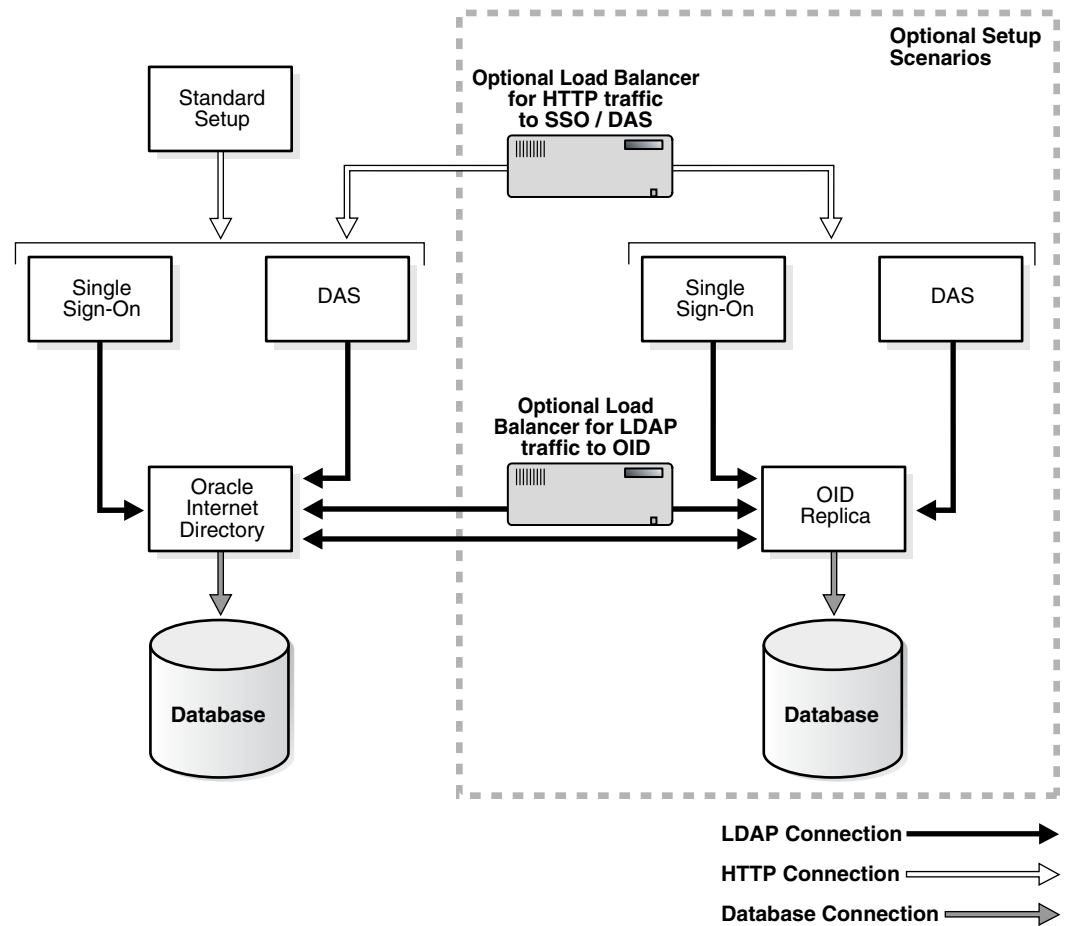 Optional Setup
Scenarios
Optional Load Balancer
for HTTP traffic
to SSO / DAS
Standard
Setup
Single
Sign-On
DAS
Single
Sign-On
DAS
Optional Load
Balancer for LDAP
traffic to OID
Oracle
Internet
Directory
OID
Replica
Database
Database
LDAP Connection
HTTP Connection
Database Connection